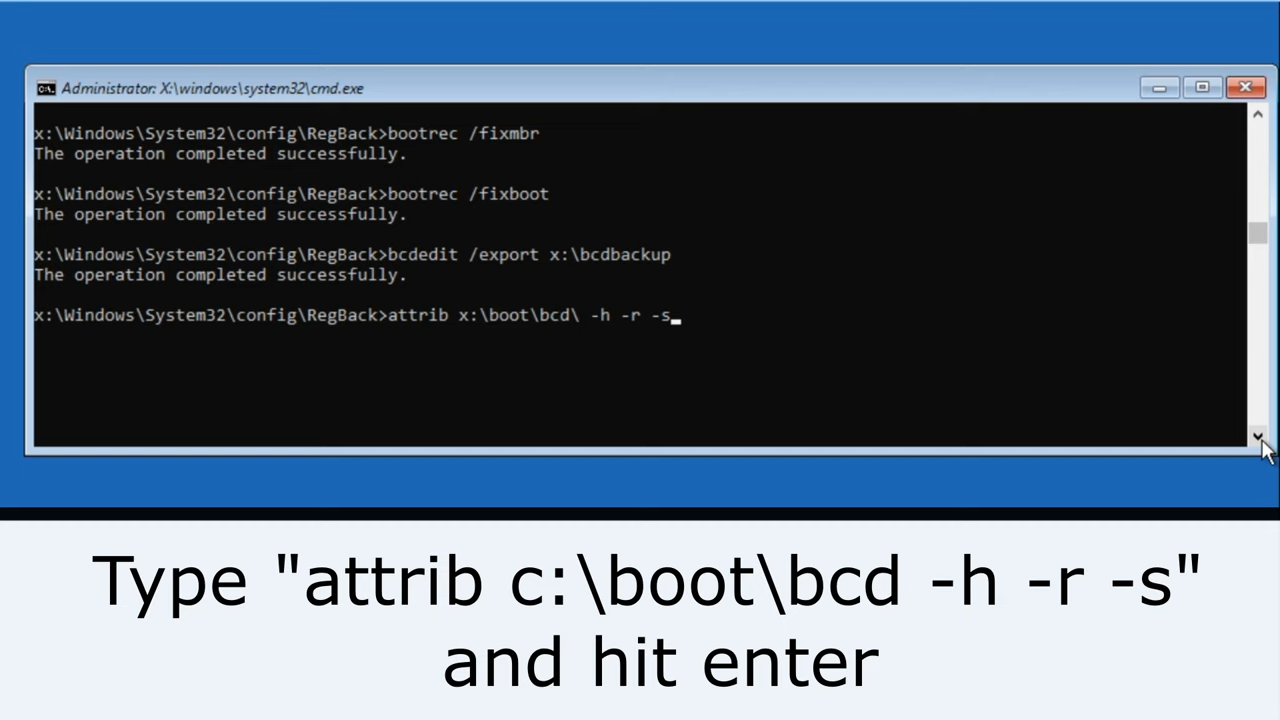 Administrator: X:\windows\system32\cmd.exe
x:\Windows\System32\config\RegBack>bootrec /fixmbr
The operation completed successfully.
x:\Windows\System32\config\RegBack>bootrec /fixboot
The operation completed successfully.
x:\Windows\System32\config\RegBack>bcdedit /export x:\bcdbackup
The operation completed successfully.
x:\Windows\System32\config\RegBack>attrib x:\boot\bcd\ -h -r -s
Type "attrib c:\boot\bcd -h -r -s"
and hit enter